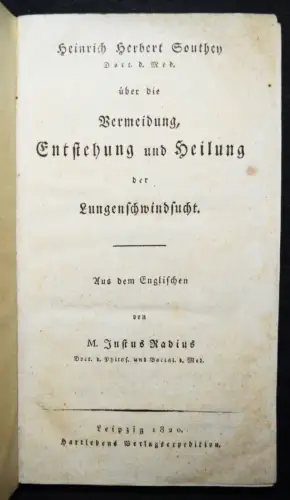 Heinrich Herbert Southey
Doct. d. Med.
über die
Vermeidung,
Entstehung und Heilung
der
Lungenschwindsucht.
Aus dem Englischen
von
M. Justus Radius
Doct. d. Philos. und Baccal. d. Med.
Leipzig 1820.
Hartlebens Verlagsexpedition.